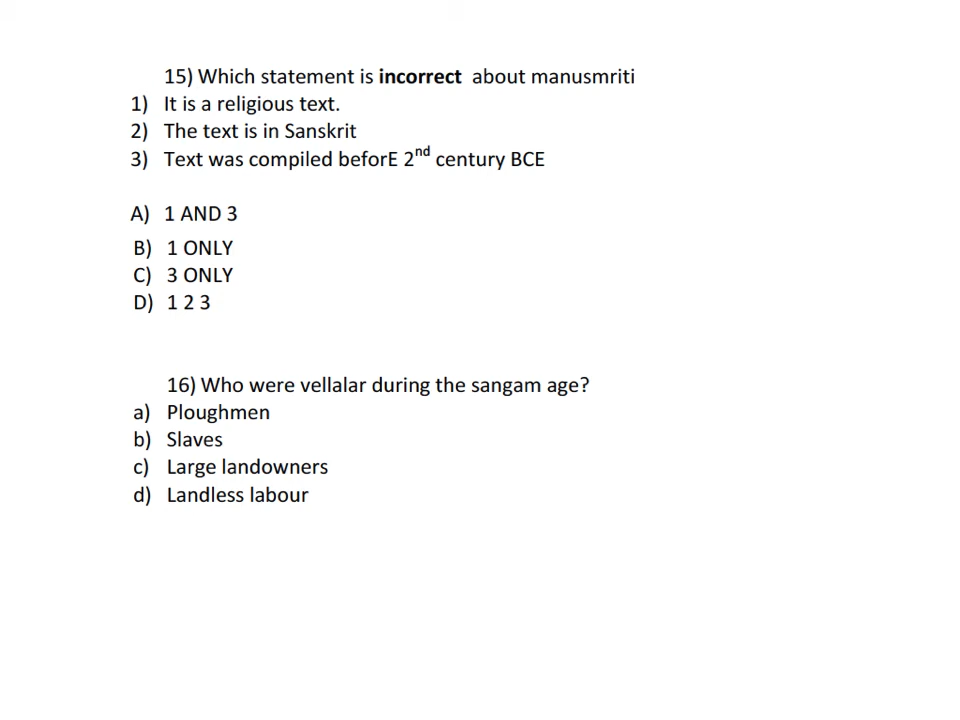 15) Which statement is incorrect about manusmriti
1) It is a religious text.
2) The text is in Sanskrit
3) Text was compiled beforE 2nd century BCE
A) 1 AND 3
B) 1 ONLY
C) 3 ONLY
D) 1 2 3
16) Who were vellalar during the sangam age?
a) Ploughmen
b) Slaves
c) Large landowners
d) Landless labour